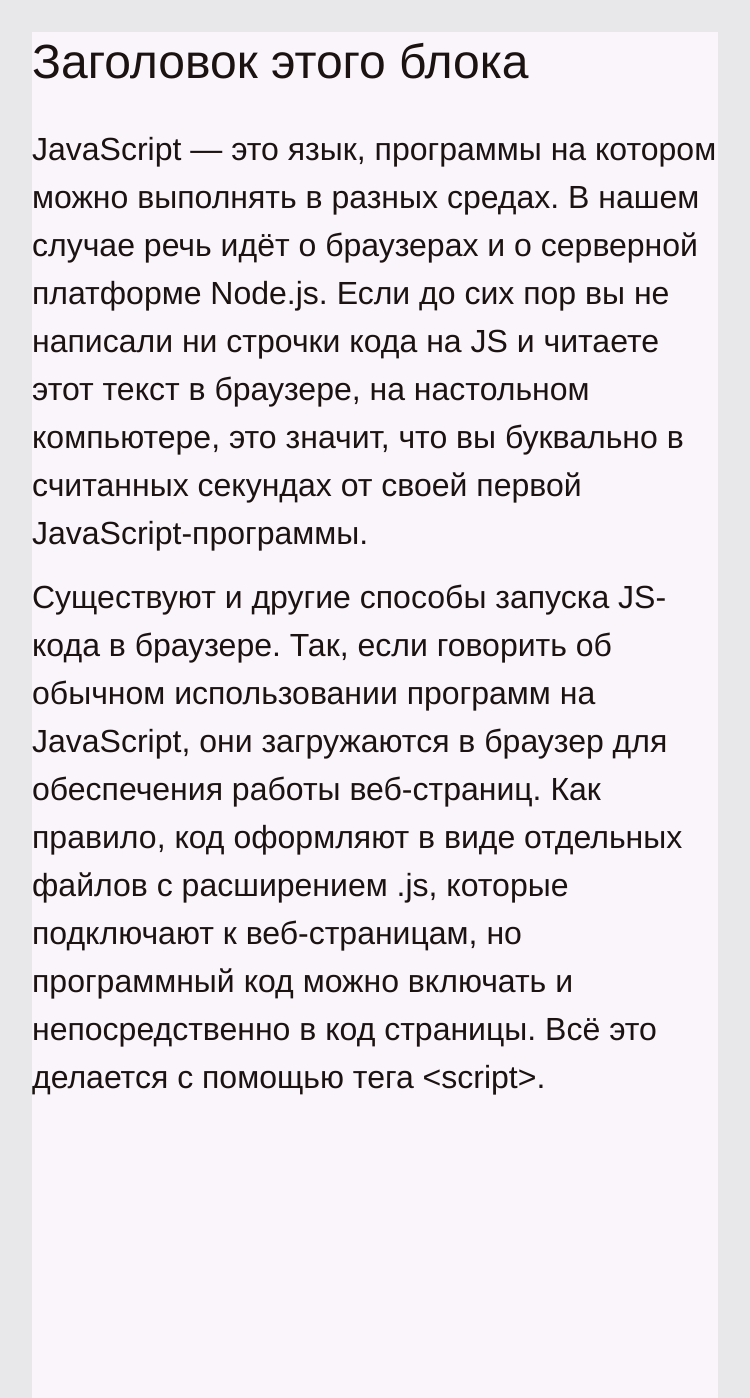 Заголовок этого блока
JavaScript — это язык, программы на котором
можно выполнять в разных средах. В нашем
случае речь идёт о браузерах и о серверной
платформе Node.js. Если до сих пор вы не
написали ни строчки кода на JS и читаете
этот текст в браузере, на настольном
компьютере, это значит, что вы буквально в
считанных секундах от своей первой
JavaScript-программы.
Существуют и другие способы запуска JS-
кода в браузере. Так, если говорить об
обычном использовании программ на
JavaScript, они загружаются в браузер для
обеспечения работы веб-страниц. Как
правило, код оформляют в виде отдельных
файлов с расширением .js, которые
подключают к веб-страницам, но
программный код можно включать и
непосредственно в код страницы. Всё это
делается с помощью тега <script>.